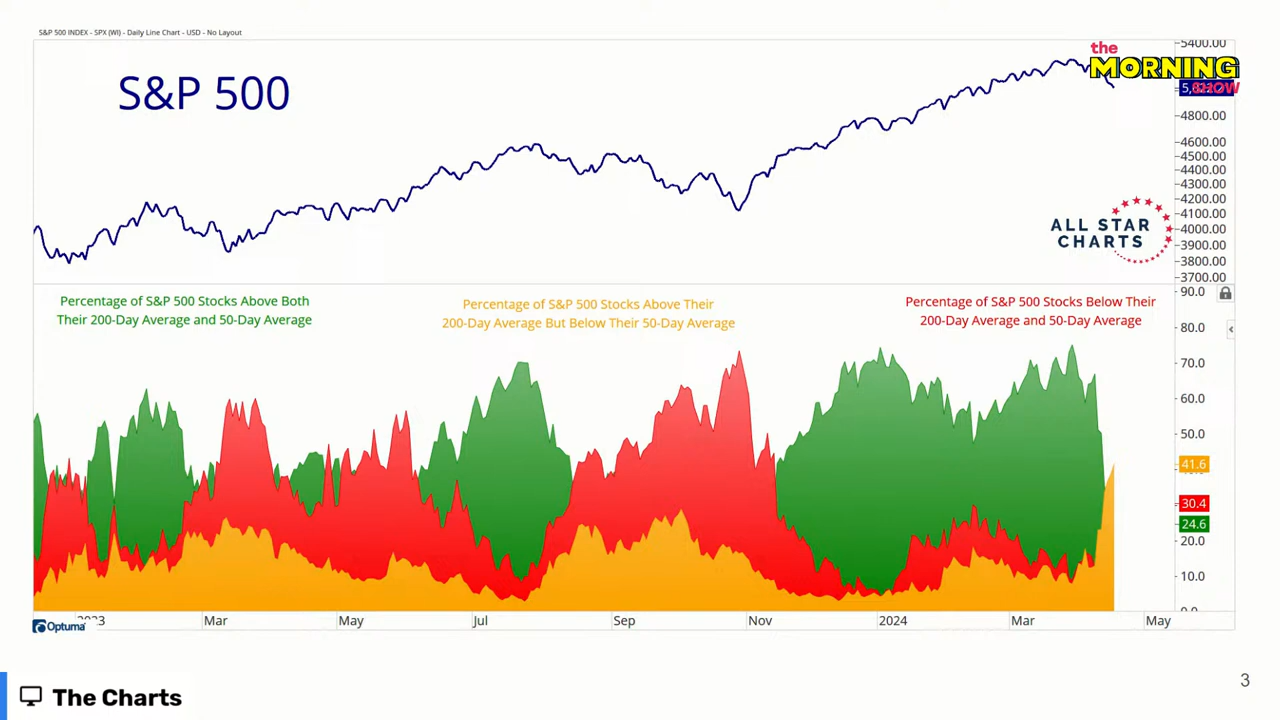 S&P 500 INDEX - SPX (WI) - Daily Line Chart - USD - No Layout
the
MORNING
SHOW
S&P 500
5400.00
4800.00
4600.00
4500.00
4400.00
4300.00
4200.00
4100.00
4000.00
3900.00
3800.00
3700.00
ALL STAR
CHARTS
Percentage of S&P 500 Stocks Above Both
Their 200-Day Average and 50-Day Average
Percentage of S&P 500 Stocks Above Their
200-Day Average But Below Their 50-Day Average
Percentage of S&P 500 Stocks Below Their
200-Day Average and 50-Day Average
90.0
80.0
70.0
60.0
50.0
41.6
30.4
24.6
20.0
10.0
0.0
Mar
May
Jul
Sep
Nov
2024
Mar
May
Optuma
The Charts
3